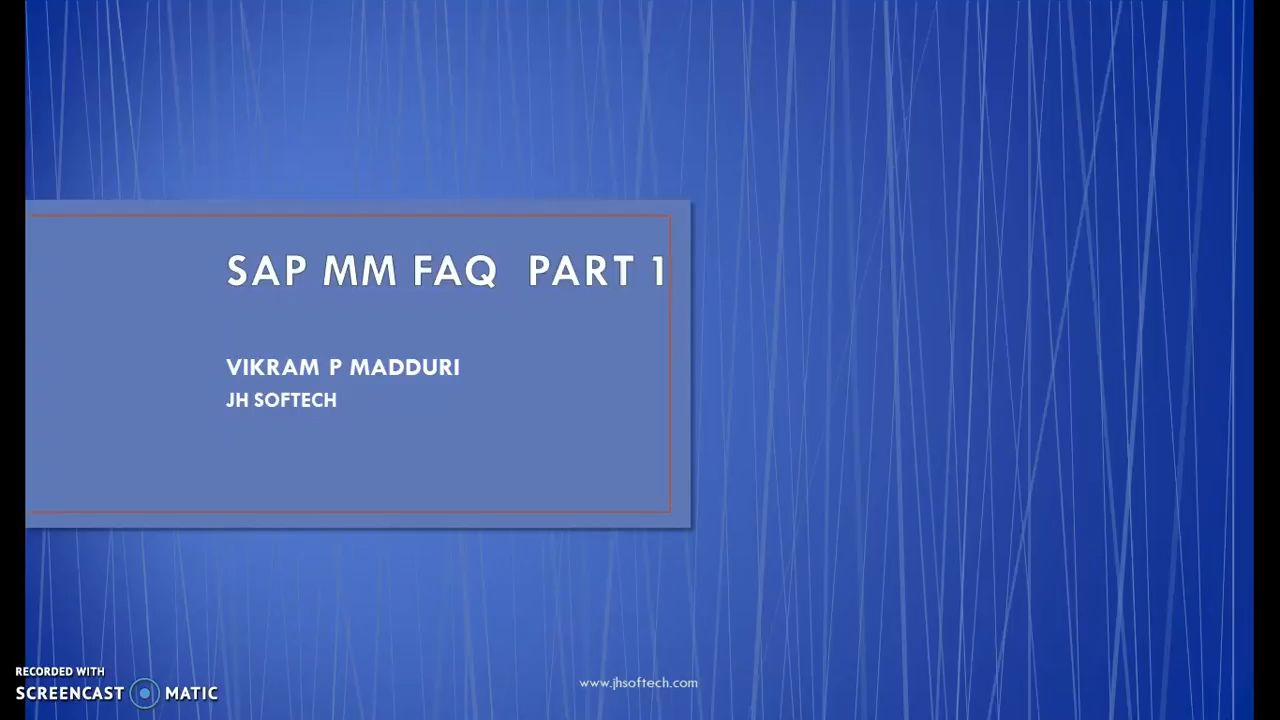 SAP MM FAQ PART 1
VIKRAM P MADDURI
JH SOFTECH
RECORDED WITH
SCREENCAST MATIC
www.jhsoftech.com